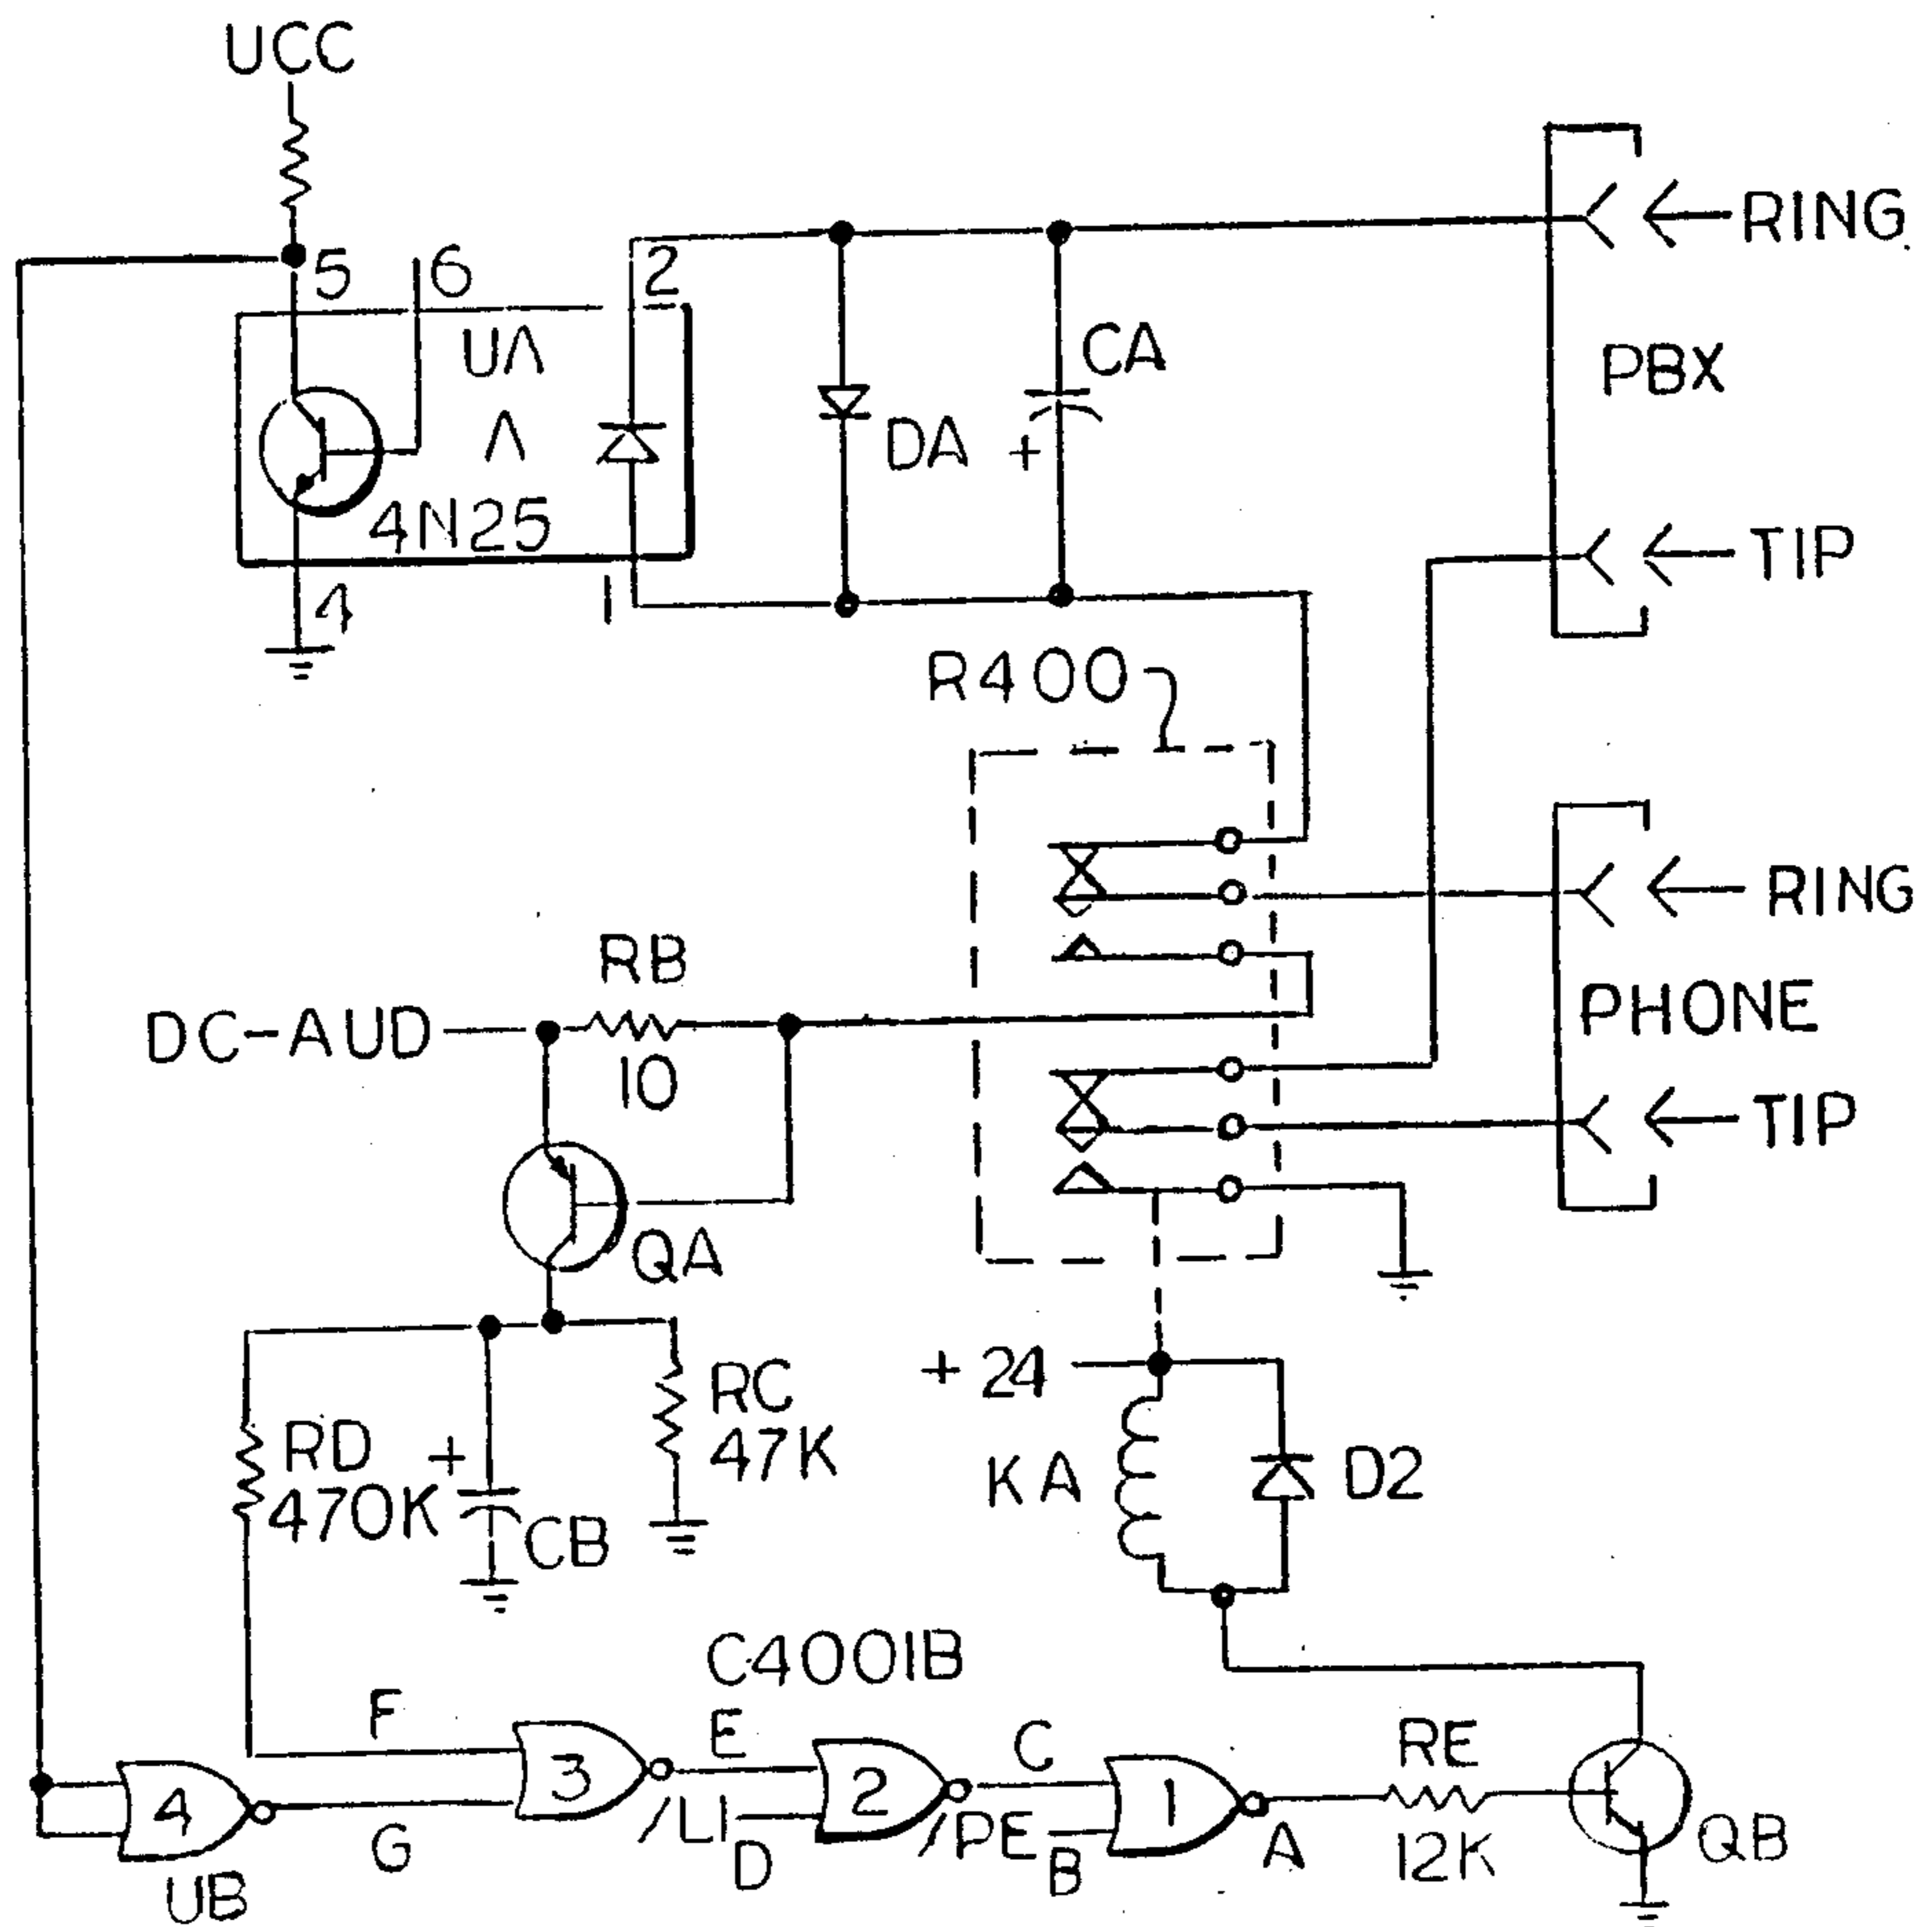 UCC
RING
5
6
2
UΛ
CA
PBX
Λ
DA
+
4N25
TIP
4
1
R400
RING
RB
DC-AUD
10
PHONE
TIP
QA
+24
RC
47K
RD
470K
+
KA
D2
CB
C4001B
F
E
C
RE
3
2
1
4
/LI
D
/PE
B
A
12K
QB
G
UB